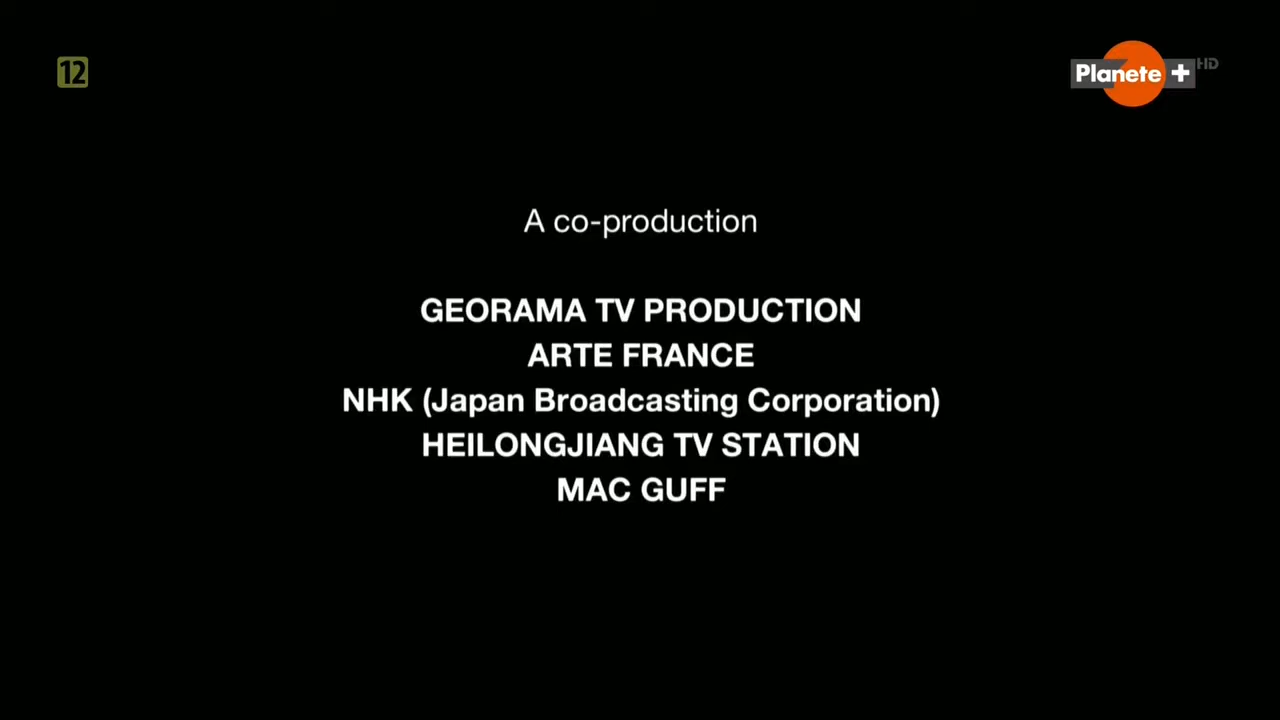 12
Planete +
HD
A co-production
GEORAMA TV PRODUCTION
ARTE FRANCE
NHK (Japan Broadcasting Corporation)
HEILONGJIANG TV STATION
MAC GUFF